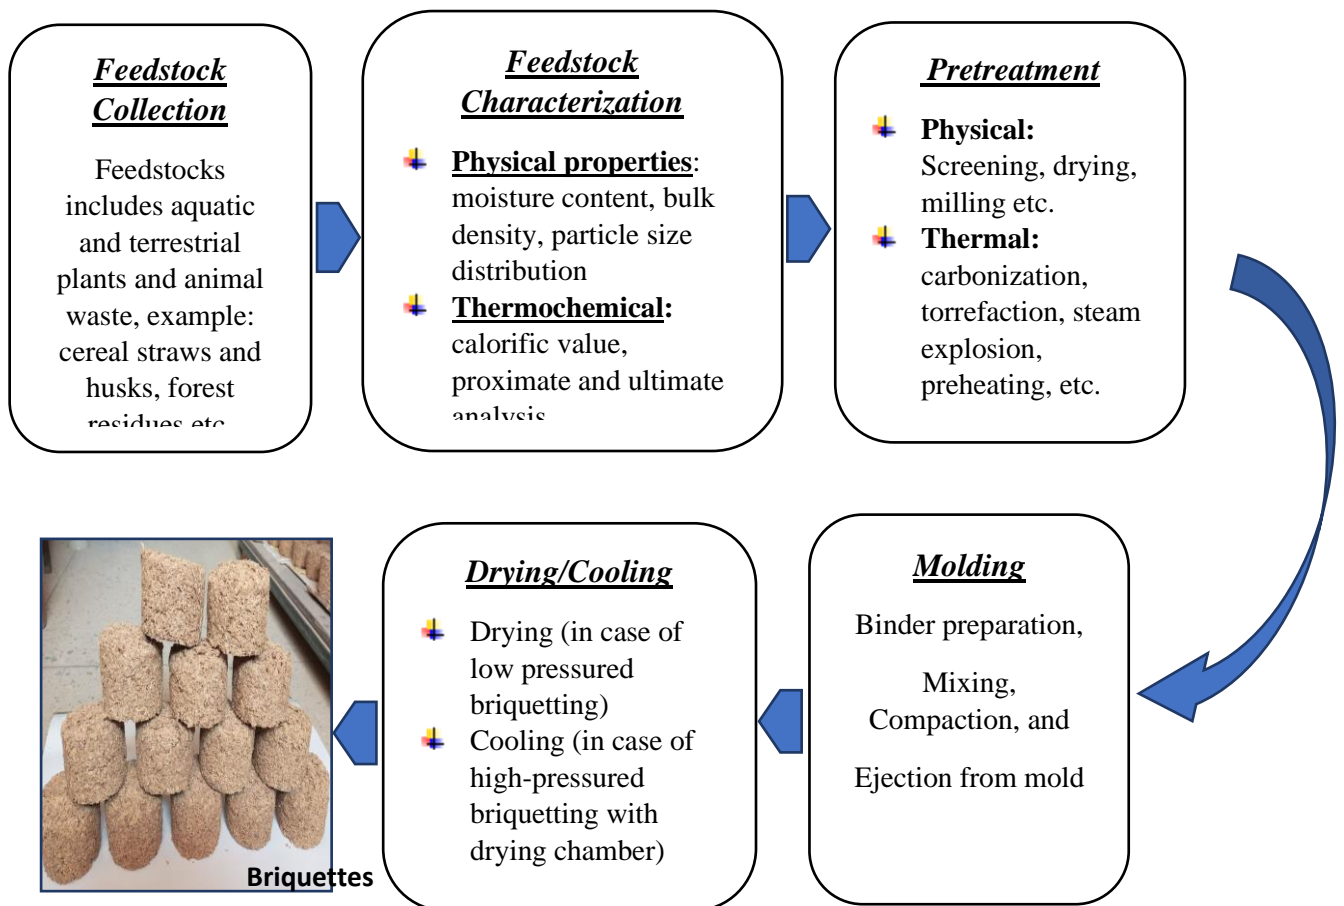 Feedstock
Collection
Feedstocks
includes aquatic
and terrestrial
plants and animal
waste, example:
cereal straws and
husks, forest
residues etc
Feedstock
Characterization
Physical properties:
moisture content, bulk
density, particle size
distribution
Thermochemical:
calorific value,
proximate and ultimate
analysis
Pretreatment
Physical:
Screening, drying,
milling etc.
Thermal:
carbonization,
torrefaction, steam
explosion,
preheating, etc.
Molding
Binder preparation,
Mixing,
Compaction, and
Ejection from mold
Drying/Cooling
Drying (in case of
low pressured
briquetting)
Cooling (in case of
high-pressured
briquetting with
drying chamber)
Briquettes